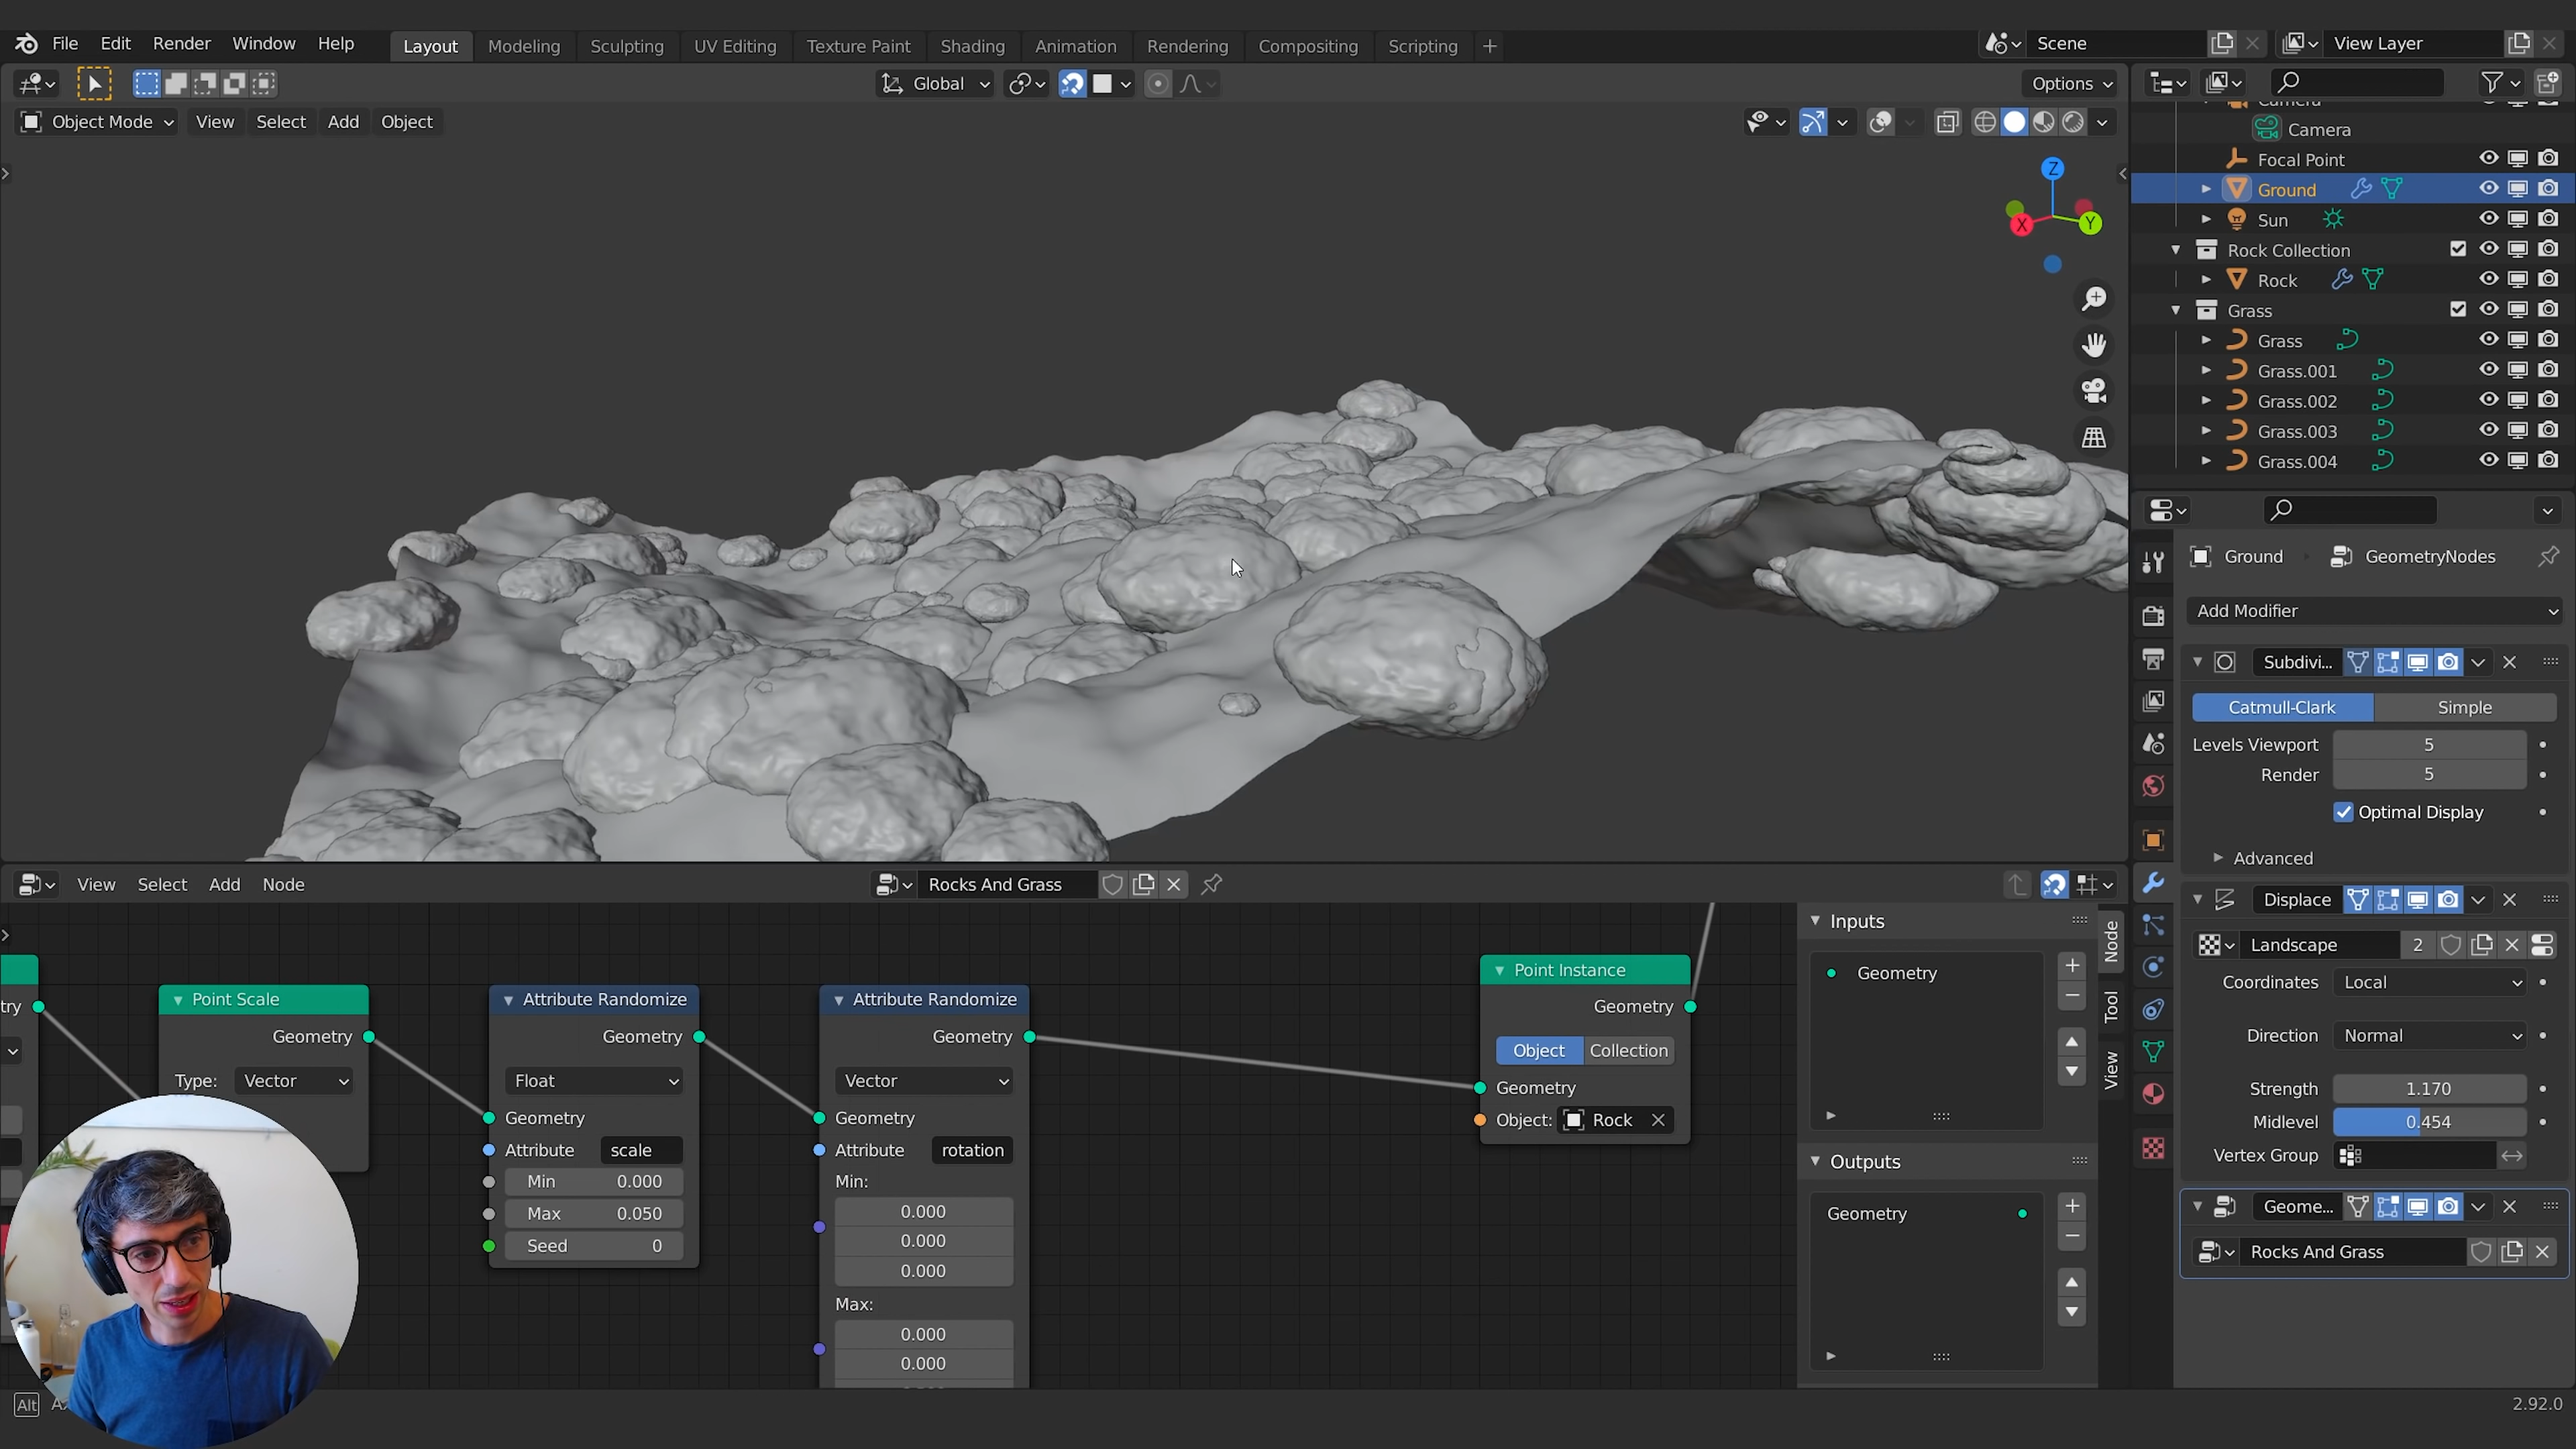 File Edit Render Window Help Layout Modeling Sculpting UV Editing Texture Paint Shading Animation Rendering Compositing Scripting + Scene View Layer
Global Options
Object Mode View Select Add Object
Z
X
Y
Camera
Camera
Focal Point
Ground
Sun
Rock Collection
Rock
Grass
Grass
Grass.001
Grass.002
Grass.003
Grass.004
Ground GeometryNodes
Add Modifier
Subdivi...
Catmull-Clark Simple
Levels Viewport 5
Render 5
Optimal Display
Advanced
Displace
Landscape 2
Coordinates Local
Direction Normal
Strength 1.170
Midlevel 0.454
Vertex Group
Geome...
Rocks And Grass
View Select Add Node Rocks And Grass
try
Point Scale
Geometry
Type: Vector
Attribute Randomize
Geometry
Float
Geometry
Attribute scale
Min 0.000
Max 0.050
Seed 0
Attribute Randomize
Geometry
Vector
Geometry
Attribute rotation
Min:
0.000
0.000
0.000
Max:
0.000
0.000
Point Instance
Geometry
Object Collection
Geometry
Object: Rock
Inputs
Geometry
Outputs
Geometry
Node
Tool
View
Alt
2.92.0